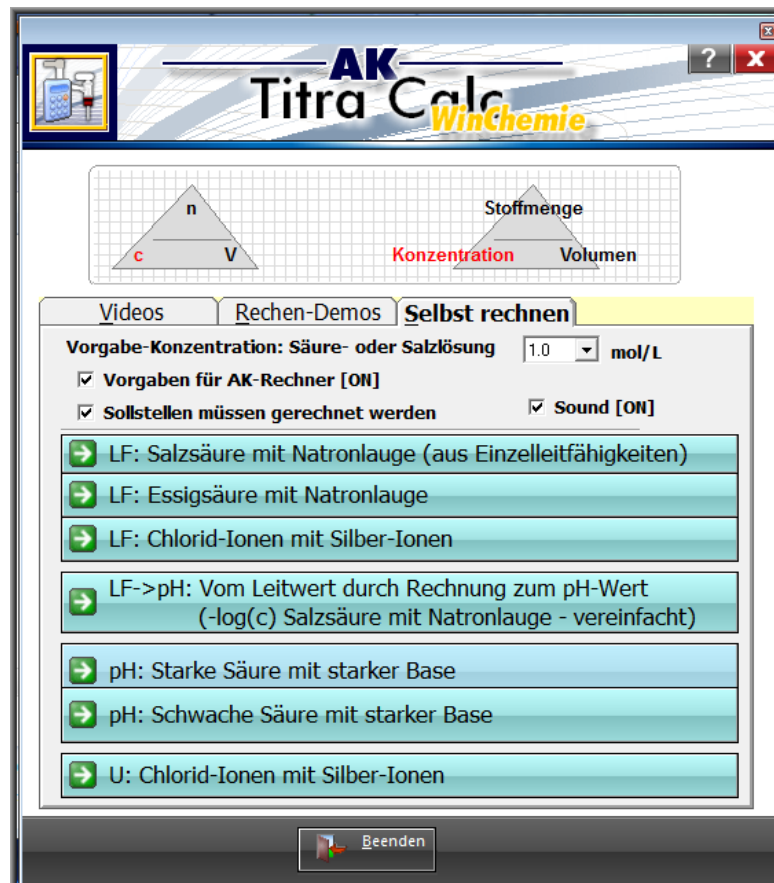 AK
Titra Calc
WinChemie
? X
n
c V
Stoffmenge
Konzentration Volumen
Videos Rechen-Demos Selbst rechnen
Vorgabe-Konzentration: Säure- oder Salzlösung 1.0 mol/L
Vorgaben für AK-Rechner [ON]
Sollstellen müssen gerechnet werden Sound [ON]
LF: Salzsäure mit Natronlauge (aus Einzelleitfähigkeiten)
LF: Essigsäure mit Natronlauge
LF: Chlorid-Ionen mit Silber-Ionen
LF->pH: Vom Leitwert durch Rechnung zum pH-Wert
(-log(c) Salzsäure mit Natronlauge - vereinfacht)
pH: Starke Säure mit starker Base
pH: Schwache Säure mit starker Base
U: Chlorid-Ionen mit Silber-Ionen
Beenden